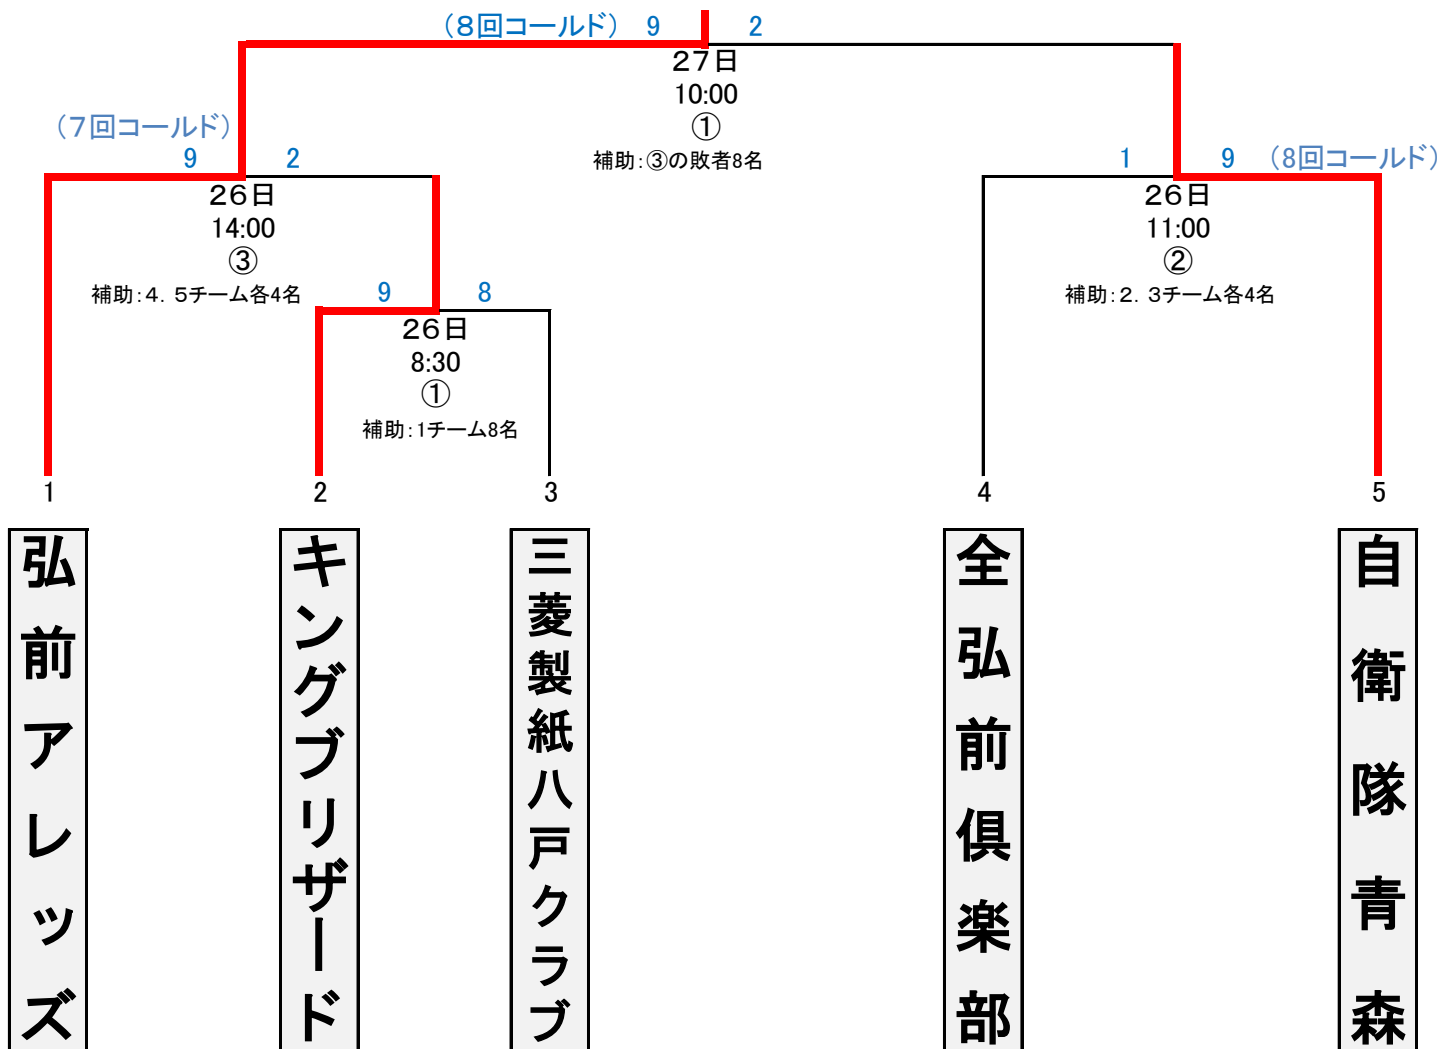 （８回コールド） 9 2
27日
10:00
①
補助：③の敗者8名
（７回コールド）
9 2
26日
14:00
③
補助：４．５チーム各4名
1 9 （８回コールド）
26日
11:00
②
補助：２．３チーム各4名
9 8
26日
8:30
①
補助：1チーム8名
1 2 3 4 5
弘前アレッズ
キングブリザード
三菱製紙八戸クラブ
全弘前倶楽部
自衛隊青森